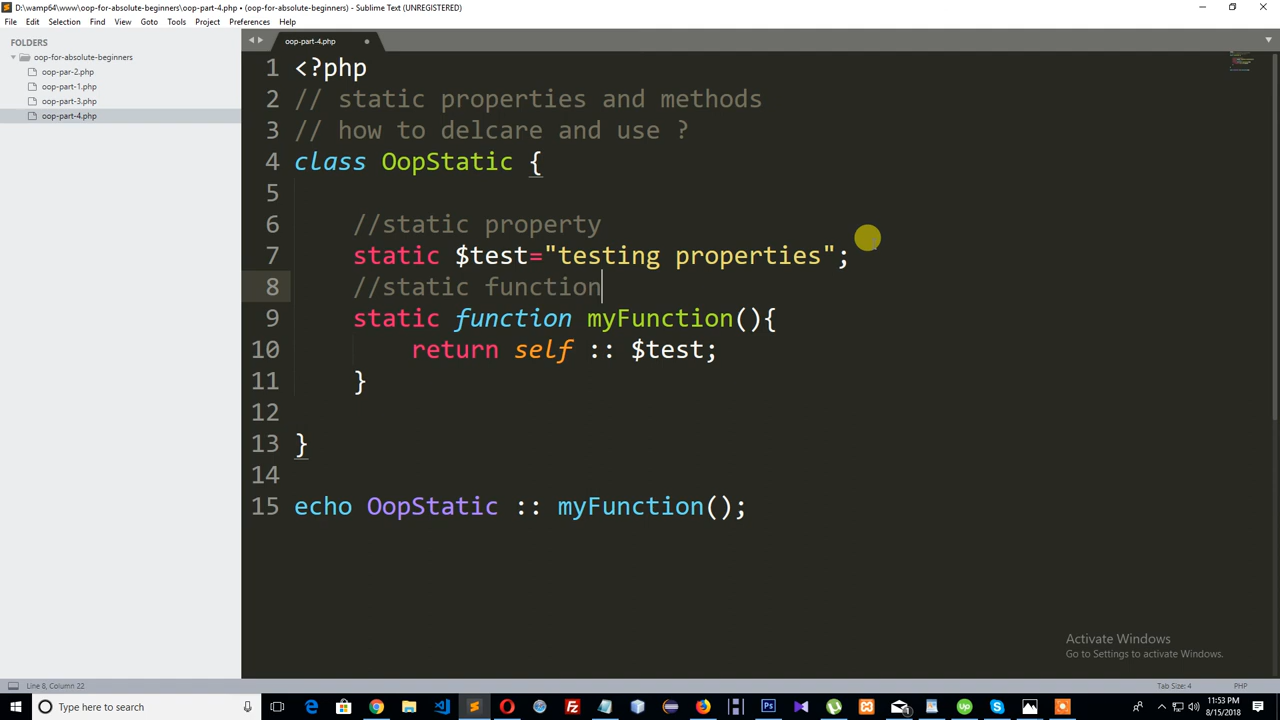 D:\wamp64\www\oop-for-absolute-beginners\oop-part-4.php • (oop-for-absolute-beginners) - Sublime Text (UNREGISTERED)
File Edit Selection Find View Goto Tools Project Preferences Help
FOLDERS
oop-for-absolute-beginners
oop-par-2.php
oop-part-1.php
oop-part-3.php
oop-part-4.php
oop-part-4.php
1 <?php
2 // static properties and methods
3 // how to delcare and use ?
4 class OopStatic {
5
6 //static property
7 static $test="testing properties";
8 //static function
9 static function myFunction(){
10 return self :: $test;
11 }
12
13 }
14
15 echo OopStatic :: myFunction();
Activate Windows
Go to Settings to activate Windows.
Line 8, Column 22
Tab Size: 4
PHP
Type here to search
11:53 PM
8/15/2018